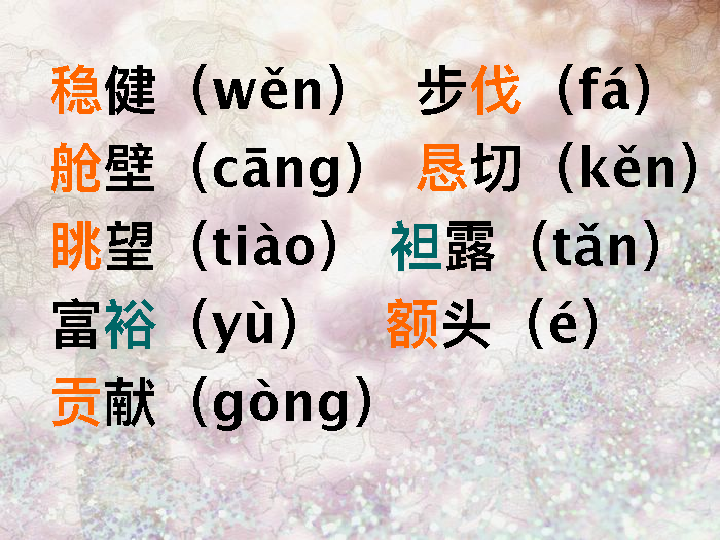 稳健（wěn） 步伐（fá）
舱壁（cāng） 恳切（kěn）
眺望（tiào） 袒露（tǎn）
富裕（yù） 额头（é）
贡献（gòng）